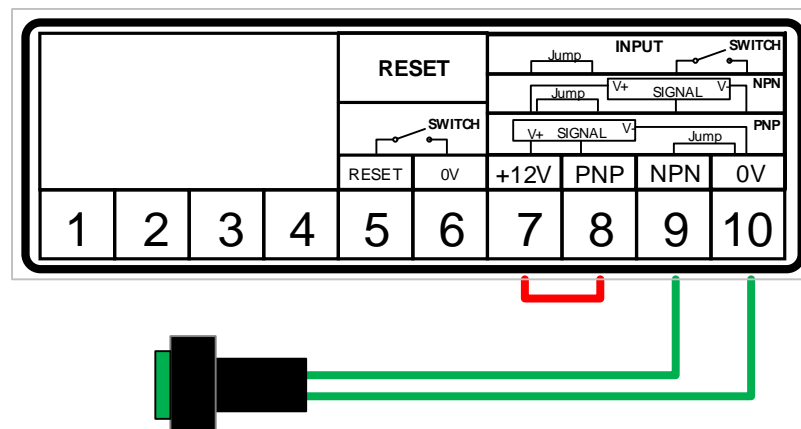 RESET
INPUT SWITCH
Jump
V+ SIGNAL V- NPN
Jump
SWITCH
V+ SIGNAL V- PNP
Jump
RESET 0V +12V PNP NPN 0V
1 2 3 4 5 6 7 8 9 10